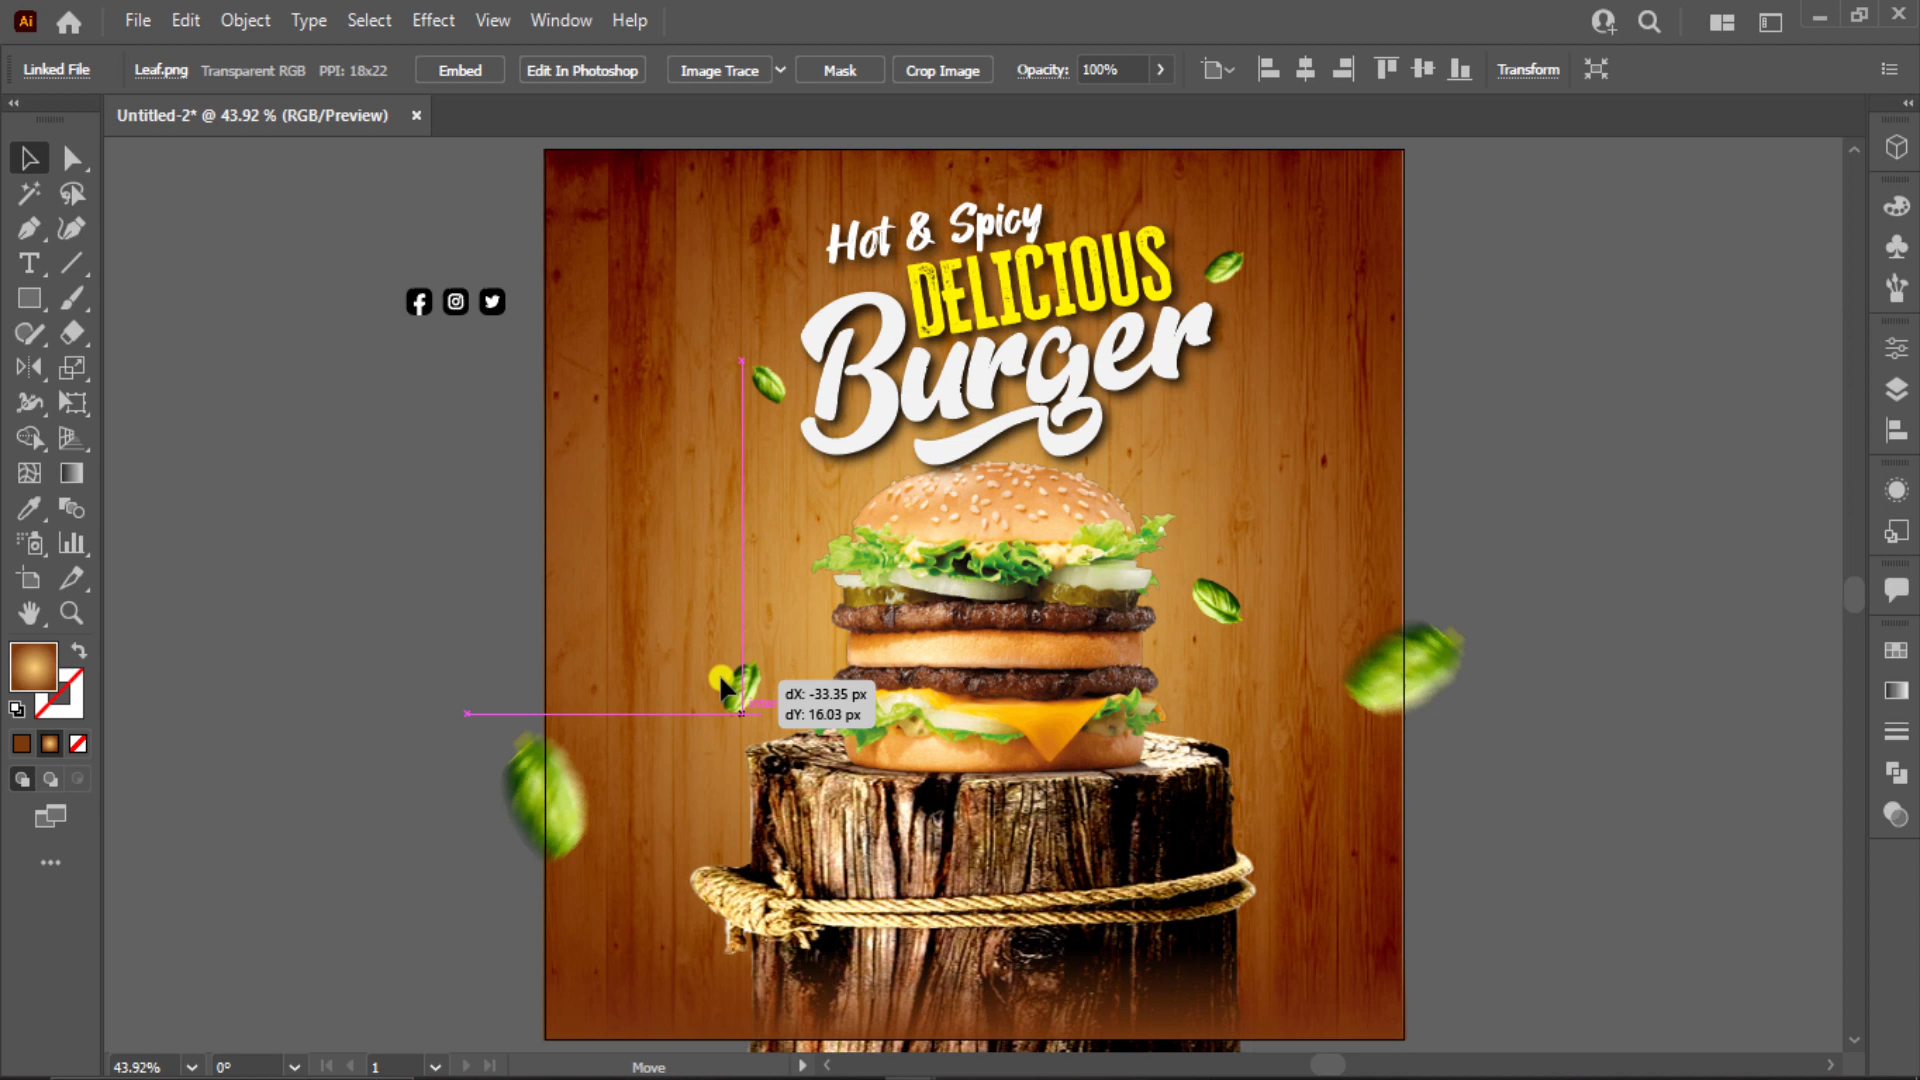 Ai File Edit Object Type Select Effect View Window Help
Linked File Leaf.png Transparent RGB PPI: 18x22 Embed Edit In Photoshop Image Trace Mask Crop Image Opacity: 100% Transform
Untitled-2* @ 43.92 % (RGB/Preview) ×
Hot & Spicy
DELICIOUS
Burger
dX: -33.35 px
dY: 16.03 px
43.92% 0° 1 Move